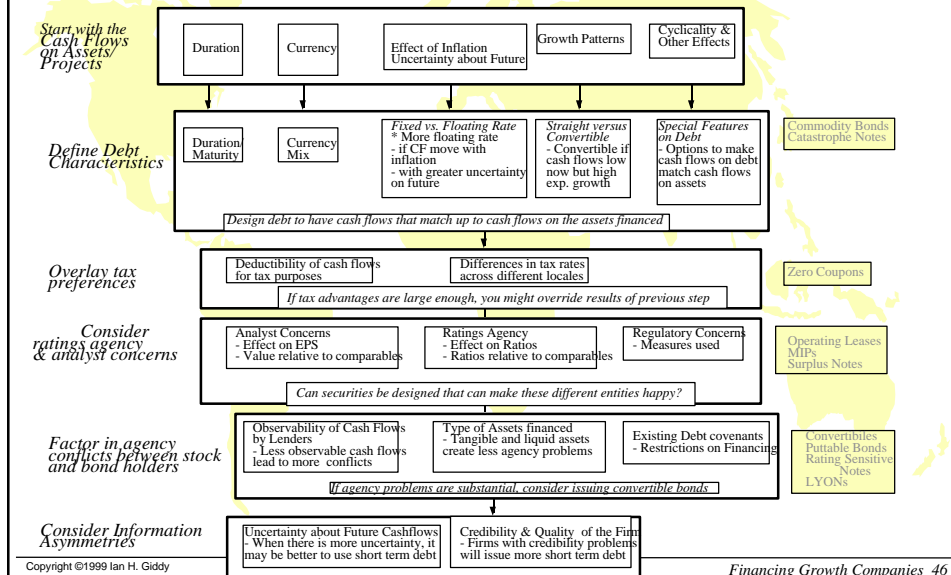 Start with the
Cash Flows
on Assets/
Projects
Duration
Currency
Effect of Inflation
Uncertainty about Future
Growth Patterns
Cyclicality &
Other Effects
Define Debt
Characteristics
Duration/
Maturity
Currency
Mix
Fixed vs. Floating Rate
* More floating rate
- if CF move with
inflation
- with greater uncertainty
on future
Straight versus
Convertible
- Convertible if
cash flows low
now but high
exp. growth
Special Features
on Debt
- Options to make
cash flows on debt
match cash flows
on assets
Commodity Bonds
Catastrophe Notes
Design debt to have cash flows that match up to cash flows on the assets financed
Overlay tax
preferences
Deductibility of cash flows
for tax purposes
Differences in tax rates
across different locales
Zero Coupons
If tax advantages are large enough, you might override results of previous step
Consider
ratings agency
& analyst concerns
Analyst Concerns
- Effect on EPS
- Value relative to comparables
Ratings Agency
- Effect on Ratios
- Ratios relative to comparables
Regulatory Concerns
- Measures used
Operating Leases
MIPs
Surplus Notes
Can securities be designed that can make these different entities happy?
Factor in agency
conflicts between stock
and bond holders
Observability of Cash Flows
by Lenders
- Less observable cash flows
lead to more conflicts
Type of Assets financed
- Tangible and liquid assets
create less agency problems
Existing Debt covenants
- Restrictions on Financing
Convertibiles
Puttable Bonds
Rating Sensitive
Notes
LYONs
If agency problems are substantial, consider issuing convertible bonds
Consider Information
Asymmetries
Uncertainty about Future Cashflows
- When there is more uncertainty, it
may be better to use short term debt
Credibility & Quality of the Firm
- Firms with credibility problems
will issue more short term debt
Copyright ©1999 Ian H. Giddy
Financing Growth Companies 46